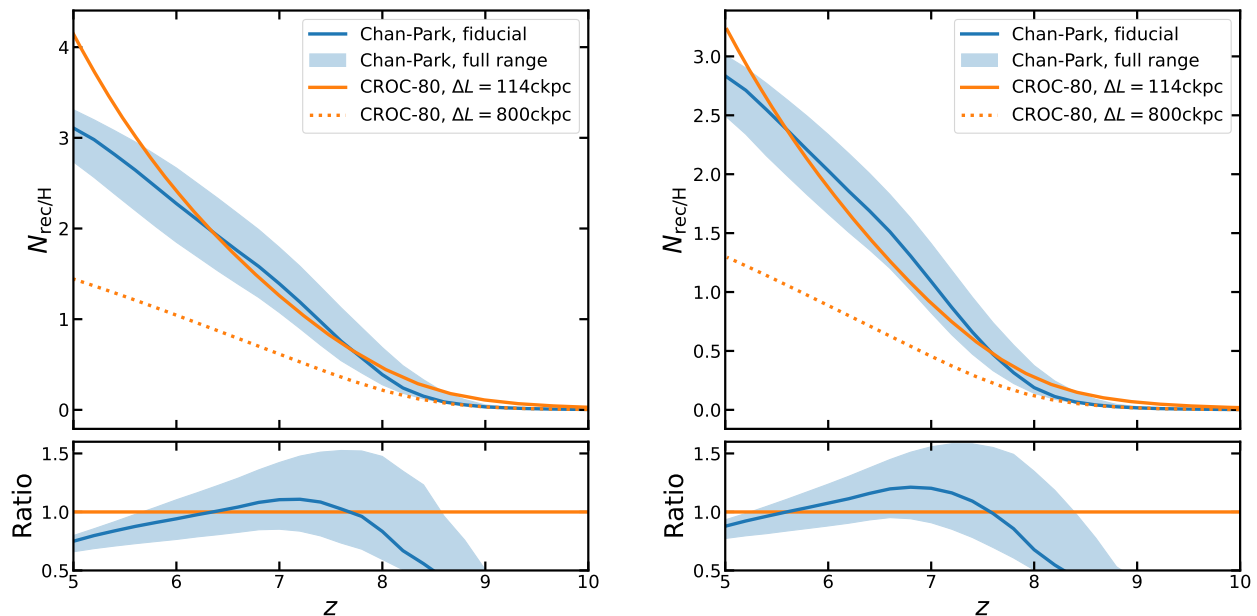 Chan-Park, fiducial
Chan-Park, full range
CROC-80, ΔL = 114ckpc
CROC-80, ΔL = 800ckpc
4
3
2
1
0
N_rec/H
1.5
1.0
0.5
Ratio
5 6 7 8 9 10
z
Chan-Park, fiducial
Chan-Park, full range
CROC-80, ΔL = 114ckpc
CROC-80, ΔL = 800ckpc
3.0
2.5
2.0
1.5
1.0
0.5
0.0
N_rec/H
1.5
1.0
0.5
Ratio
5 6 7 8 9 10
z